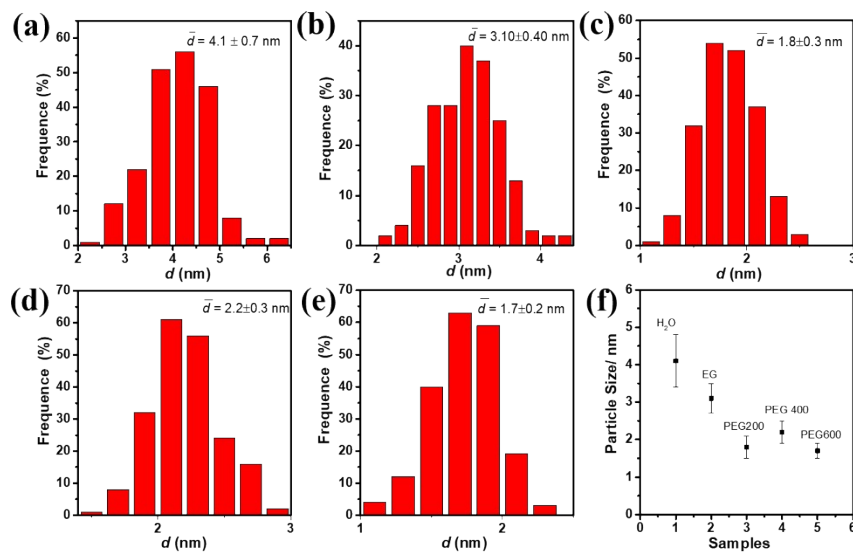 (a)
d = 4.1 ± 0.7 nm
Frequence (%)
60
50
40
30
20
10
0
2 3 4 5 6
d (nm)
(b)
d = 3.10±0.40 nm
Frequence (%)
40
30
20
10
0
2 3 4
d (nm)
(c)
d = 1.8±0.3 nm
Frequence (%)
60
50
40
30
20
10
0
1 2 3
d (nm)
(d)
d = 2.2±0.3 nm
Frequence (%)
70
60
50
40
30
20
10
0
2 3
d (nm)
(e)
d = 1.7±0.2 nm
Frequence (%)
70
60
50
40
30
20
10
0
1 2
d (nm)
(f)
Particle Size/ nm
6
5
4
3
2
1
0
H2O
EG
PEG200
PEG 400
PEG600
0 1 2 3 4 5 6
Samples